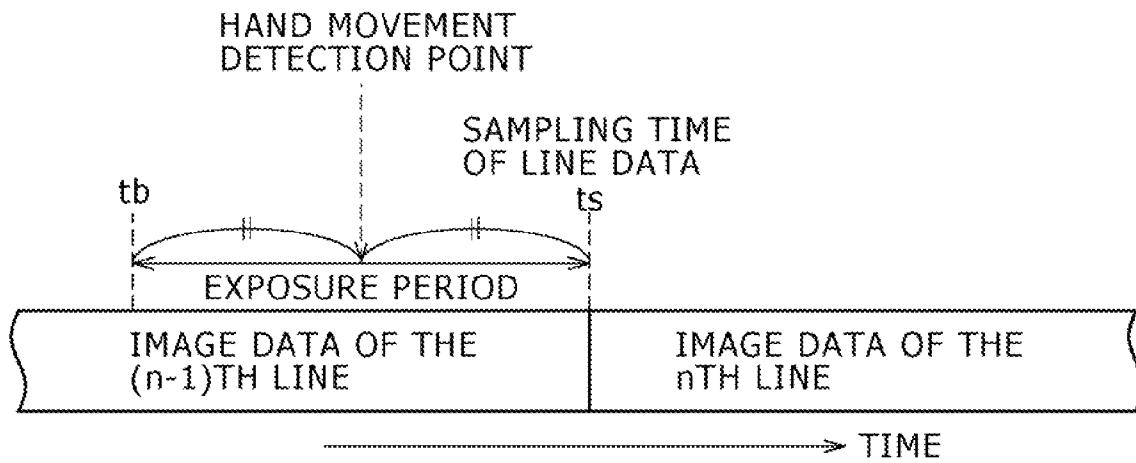 HAND MOVEMENT
DETECTION POINT
SAMPLING TIME
OF LINE DATA
tb
ts
EXPOSURE PERIOD
IMAGE DATA OF THE
(n-1)TH LINE
IMAGE DATA OF THE
nTH LINE
TIME